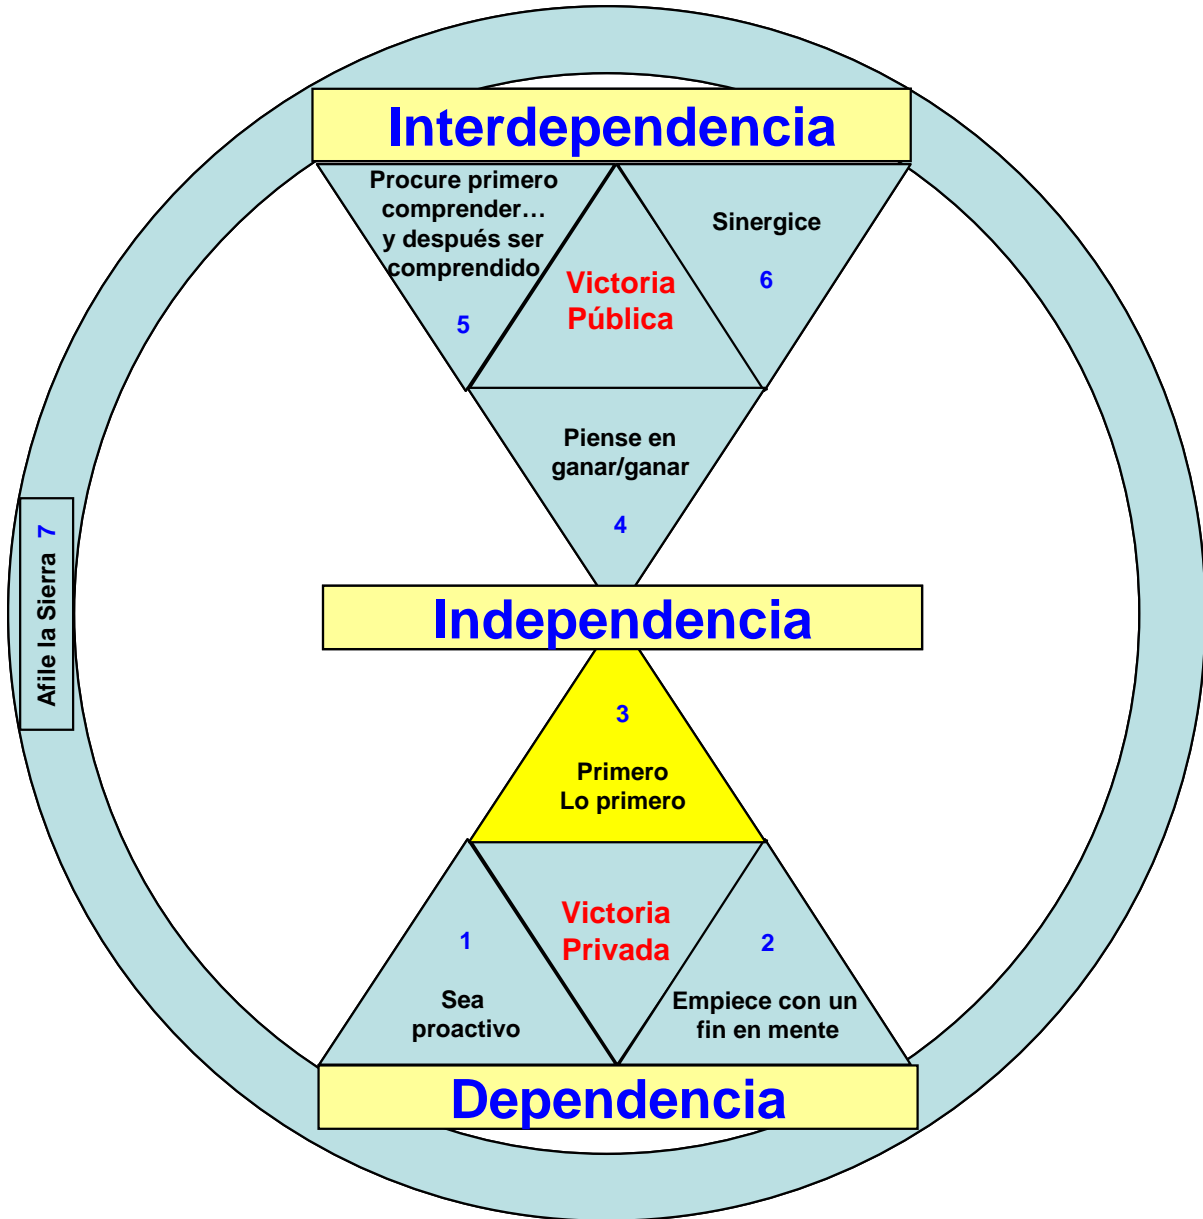 Interdependencia
Procure primero
comprender…
y después ser
comprendido
5
Victoria
Pública
Sinergice
6
Piense en
ganar/ganar
4
Afile la Sierra 7
Independencia
3
Primero
Lo primero
Victoria
Privada
1
Sea
proactivo
2
Empiece con un
fin en mente
Dependencia